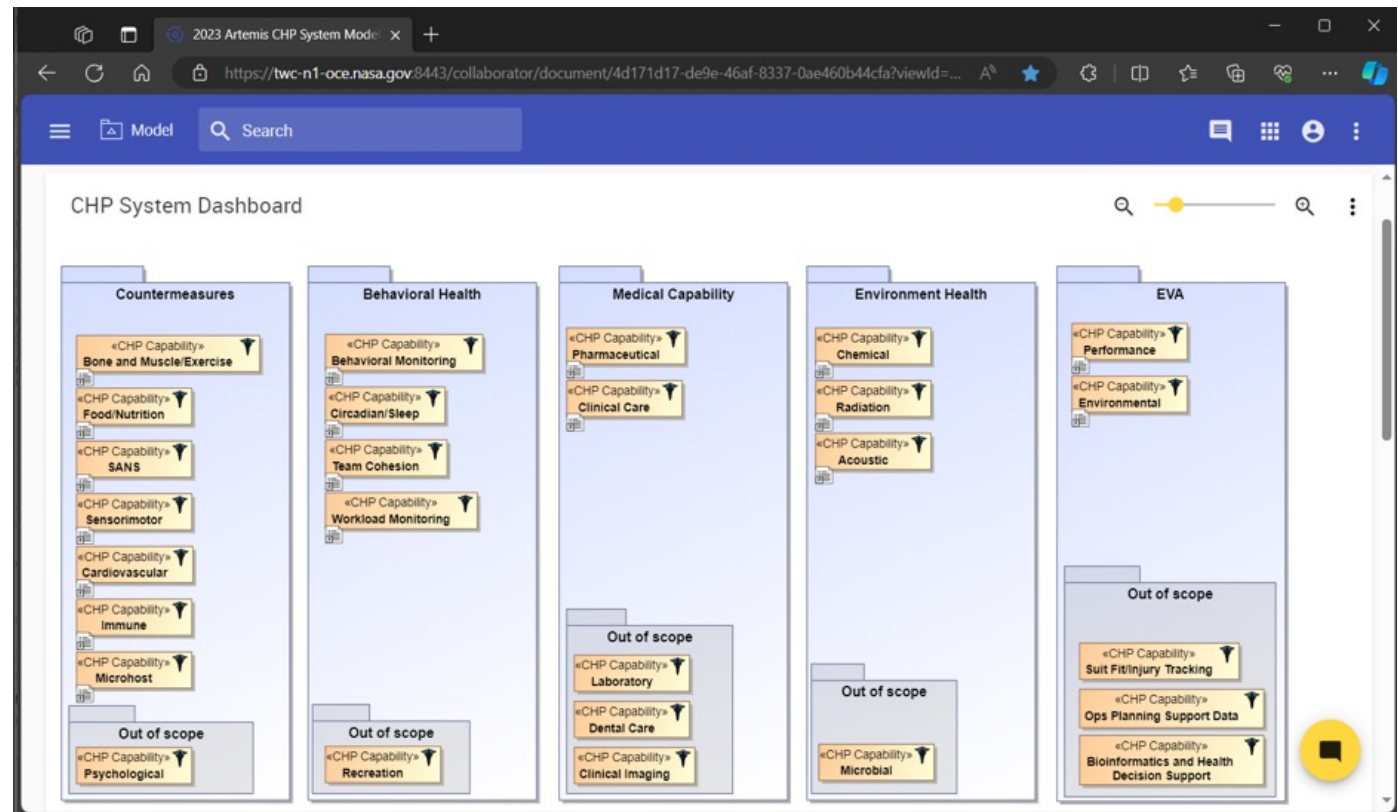 2023 Artemis CHP System Model
https://twc-n1-oce.nasa.gov:8443/collaborator/document/4d171d17-de9e-46af-8337-0ae460b44cfa?viewId=...
Model
Search
CHP System Dashboard
Countermeasures
«CHP Capability»
Bone and Muscle/Exercise
«CHP Capability»
Food/Nutrition
«CHP Capability»
SANS
«CHP Capability»
Sensorimotor
«CHP Capability»
Cardiovascular
«CHP Capability»
Immune
«CHP Capability»
Microhost
Out of scope
«CHP Capability»
Psychological
Behavioral Health
«CHP Capability»
Behavioral Monitoring
«CHP Capability»
Circadian/Sleep
«CHP Capability»
Team Cohesion
«CHP Capability»
Workload Monitoring
Out of scope
«CHP Capability»
Recreation
Medical Capability
«CHP Capability»
Pharmaceutical
«CHP Capability»
Clinical Care
Out of scope
«CHP Capability»
Laboratory
«CHP Capability»
Dental Care
«CHP Capability»
Clinical Imaging
Environment Health
«CHP Capability»
Chemical
«CHP Capability»
Radiation
«CHP Capability»
Acoustic
Out of scope
«CHP Capability»
Microbial
EVA
«CHP Capability»
Performance
«CHP Capability»
Environmental
Out of scope
«CHP Capability»
Suit Fit/Injury Tracking
«CHP Capability»
Ops Planning Support Data
«CHP Capability»
Bioinformatics and Health
Decision Support